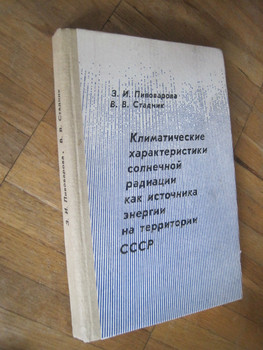 З. И. Пивоварова
В. В. Стадник
Климатические
характеристики
солнечной
радиации
как источника
энергии
на территории
СССР
З. И. Пивоварова, В. В. Стадник